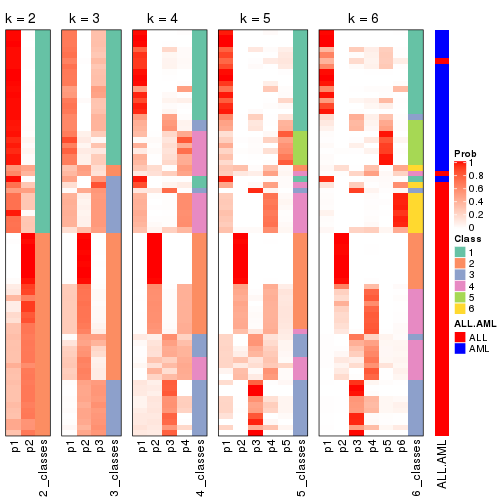 k = 2
k = 3
k = 4
k = 5
k = 6
p1
p2
2_classes
p1
p2
p3
3_classes
p1
p2
p3
p4
4_classes
p1
p2
p3
p4
p5
5_classes
p1
p2
p3
p4
p5
p6
6_classes
ALL.AML
Prob
1
0.8
0.6
0.4
0.2
0
Class
1
2
3
4
5
6
ALL.AML
ALL
AML